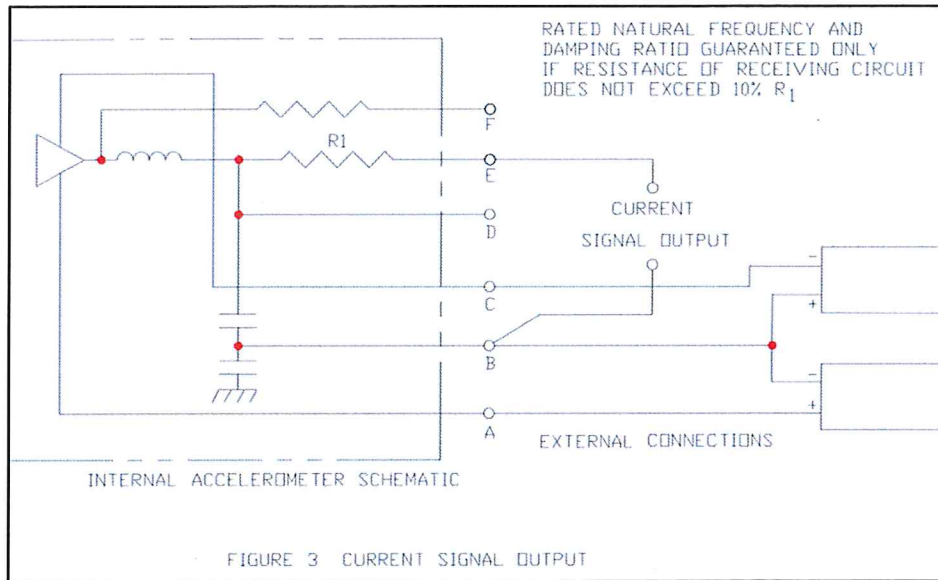 RATED NATURAL FREQUENCY AND
DAMPING RATIO GUARANTEED ONLY
IF RESISTANCE OF RECEIVING CIRCUIT
DOES NOT EXCEED 10% R1
F
R1
E
CURRENT
D
SIGNAL OUTPUT
-
C
+
B
-
+
A
EXTERNAL CONNECTIONS
INTERNAL ACCELEROMETER SCHEMATIC
FIGURE 3 CURRENT SIGNAL OUTPUT